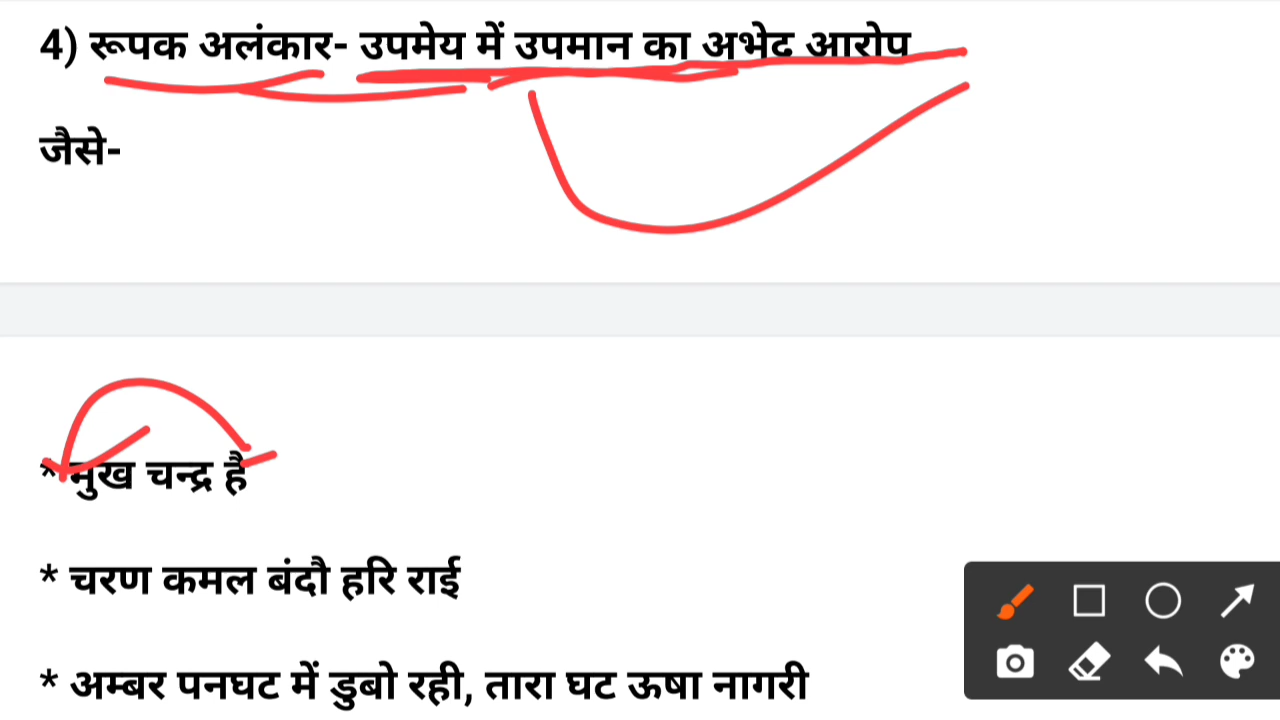 4) रूपक अलंकार- उपमेय में उपमान का अभेद आरोप
जैसे-
* मुख चन्द्र है
* चरण कमल बंदौ हरि राई
* अम्बर पनघट में डुबो रही, तारा घट ऊषा नागरी